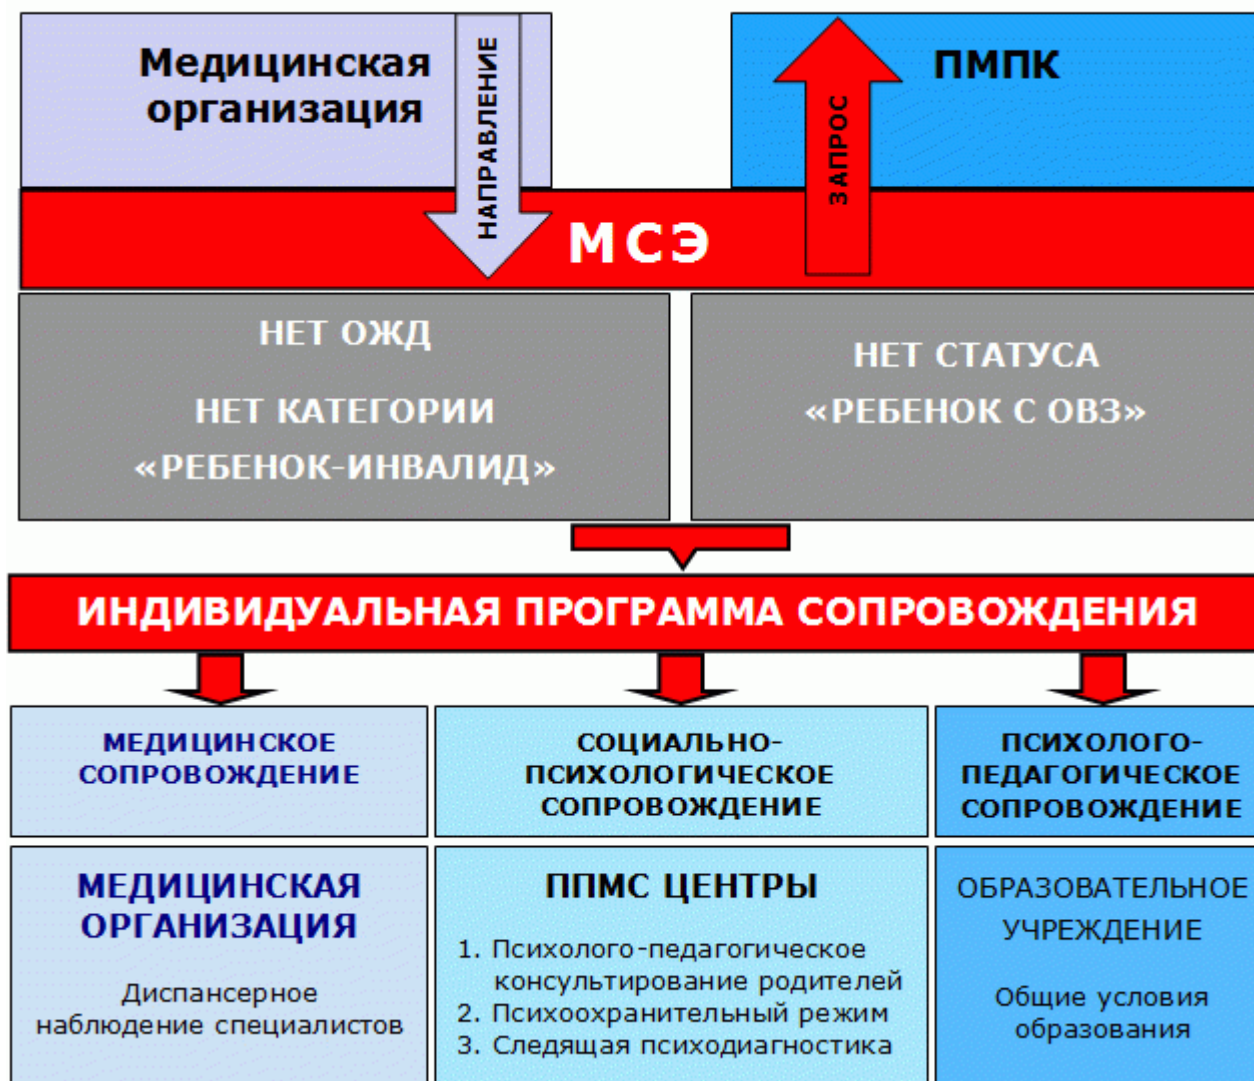 Медицинская
организация
НАПРАВЛЕНИЕ
ЗАПРОС
ПМПК
МСЭ
НЕТ ОЖД
НЕТ КАТЕГОРИИ
«РЕБЕНОК-ИНВАЛИД»
НЕТ СТАТУСА
«РЕБЕНОК С ОВЗ»
ИНДИВИДУАЛЬНАЯ ПРОГРАММА СОПРОВОЖДЕНИЯ
МЕДИЦИНСКОЕ
СОПРОВОЖДЕНИЕ
СОЦИАЛЬНО-
ПСИХОЛОГИЧЕСКОЕ
СОПРОВОЖДЕНИЕ
ПСИХОЛОГО-
ПЕДАГОГИЧЕСКОЕ
СОПРОВОЖДЕНИЕ
МЕДИЦИНСКАЯ
ОРГАНИЗАЦИЯ
Диспансерное
наблюдение специалистов
ППМС ЦЕНТРЫ
1. Психолого-педагогическое
консультирование родителей
2. Психоохранительный режим
3. Следящая психодиагностика
ОБРАЗОВАТЕЛЬНОЕ
УЧРЕЖДЕНИЕ
Общие условия
образования